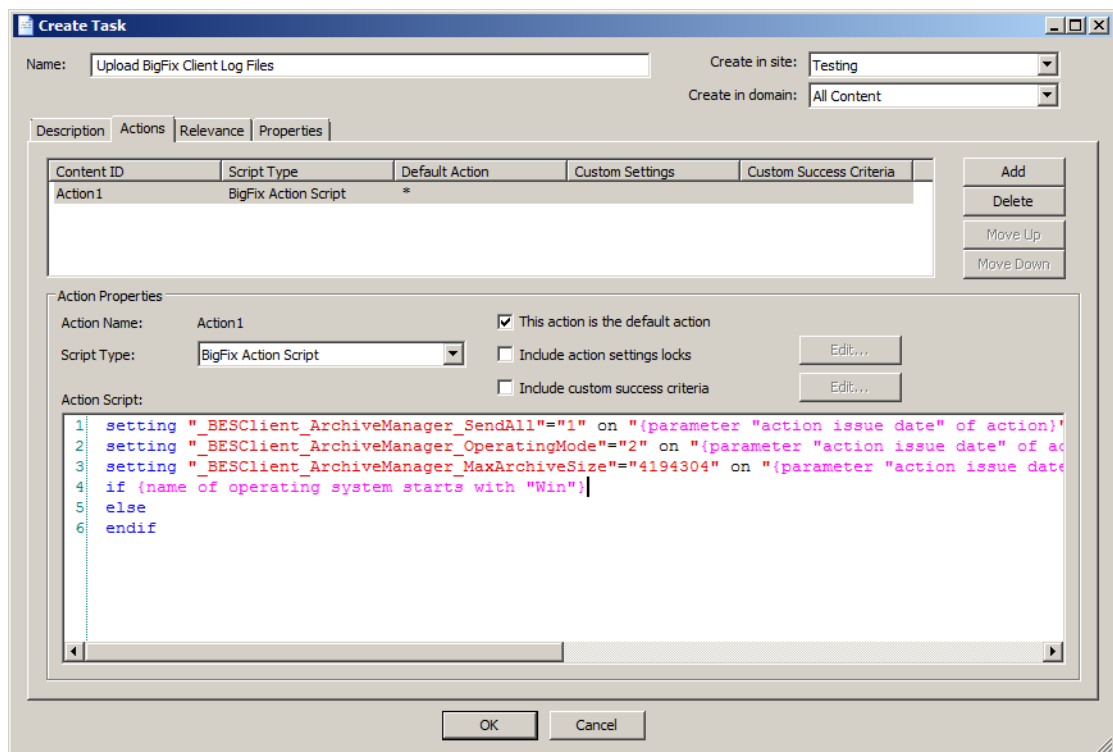 Create Task
Name: Upload BigFix Client Log Files Create in site: Testing
Create in domain: All Content
Description Actions Relevance Properties
Content ID Script Type Default Action Custom Settings Custom Success Criteria Add
Action1 BigFix Action Script * Delete
Move Up
Move Down
Action Properties
Action Name: Action1 This action is the default action
Script Type: BigFix Action Script Include action settings locks Edit...
Include custom success criteria Edit...
Action Script:
1 setting "_BESClient_ArchiveManager_SendAll"="1" on "{parameter "action issue date" of action}"
2 setting "_BESClient_ArchiveManager_OperatingMode"="2" on "{parameter "action issue date" of ac
3 setting "_BESClient_ArchiveManager_MaxArchiveSize"="4194304" on "{parameter "action issue date
4 if {name of operating system starts with "Win"}
5 else
6 endif
OK Cancel